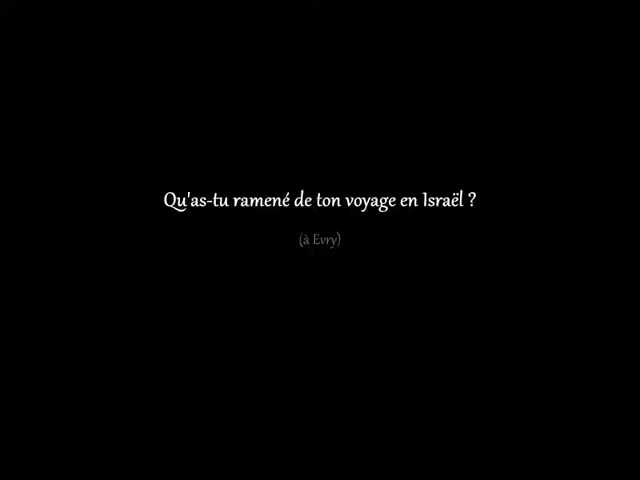 Qu'as-tu ramené de ton voyage en Israël ?
(à Evry)